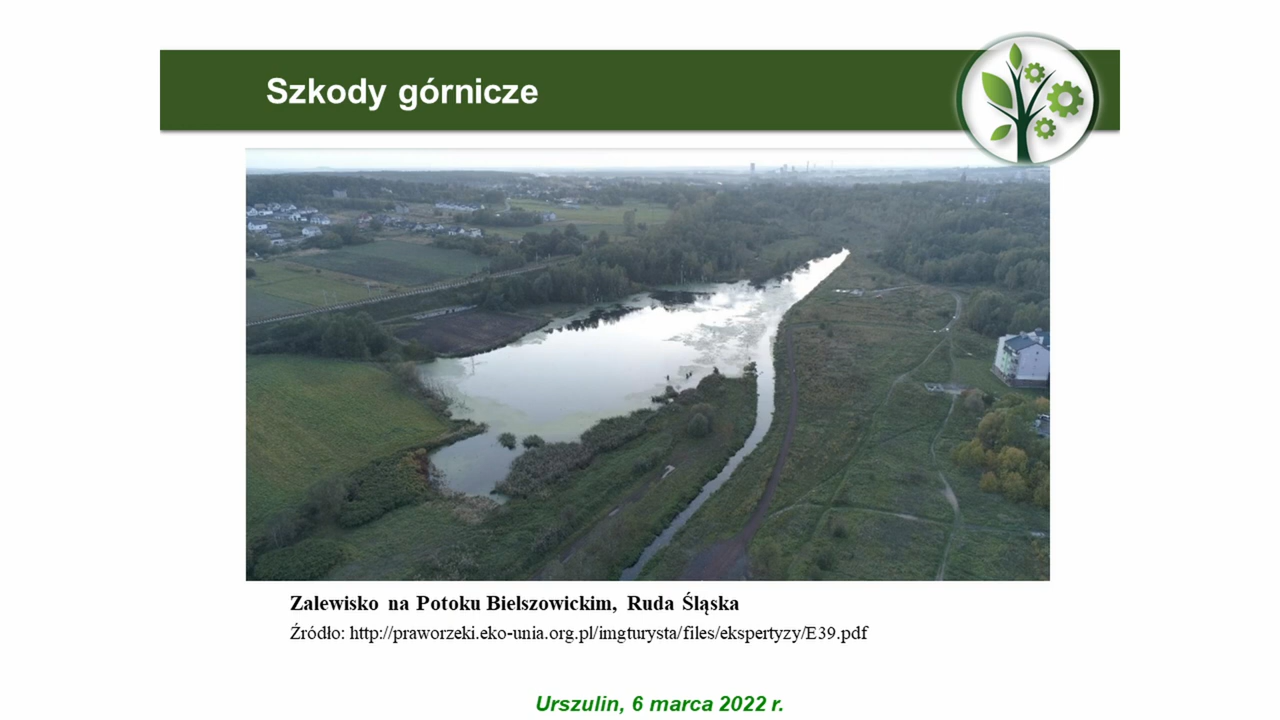 Szkody górnicze
Zalewisko na Potoku Bielszowickim, Ruda Śląska
Źródło: http://praworzeki.eko-unia.org.pl/imgturysta/files/ekspertyzy/E39.pdf
Urszulin, 6 marca 2022 r.